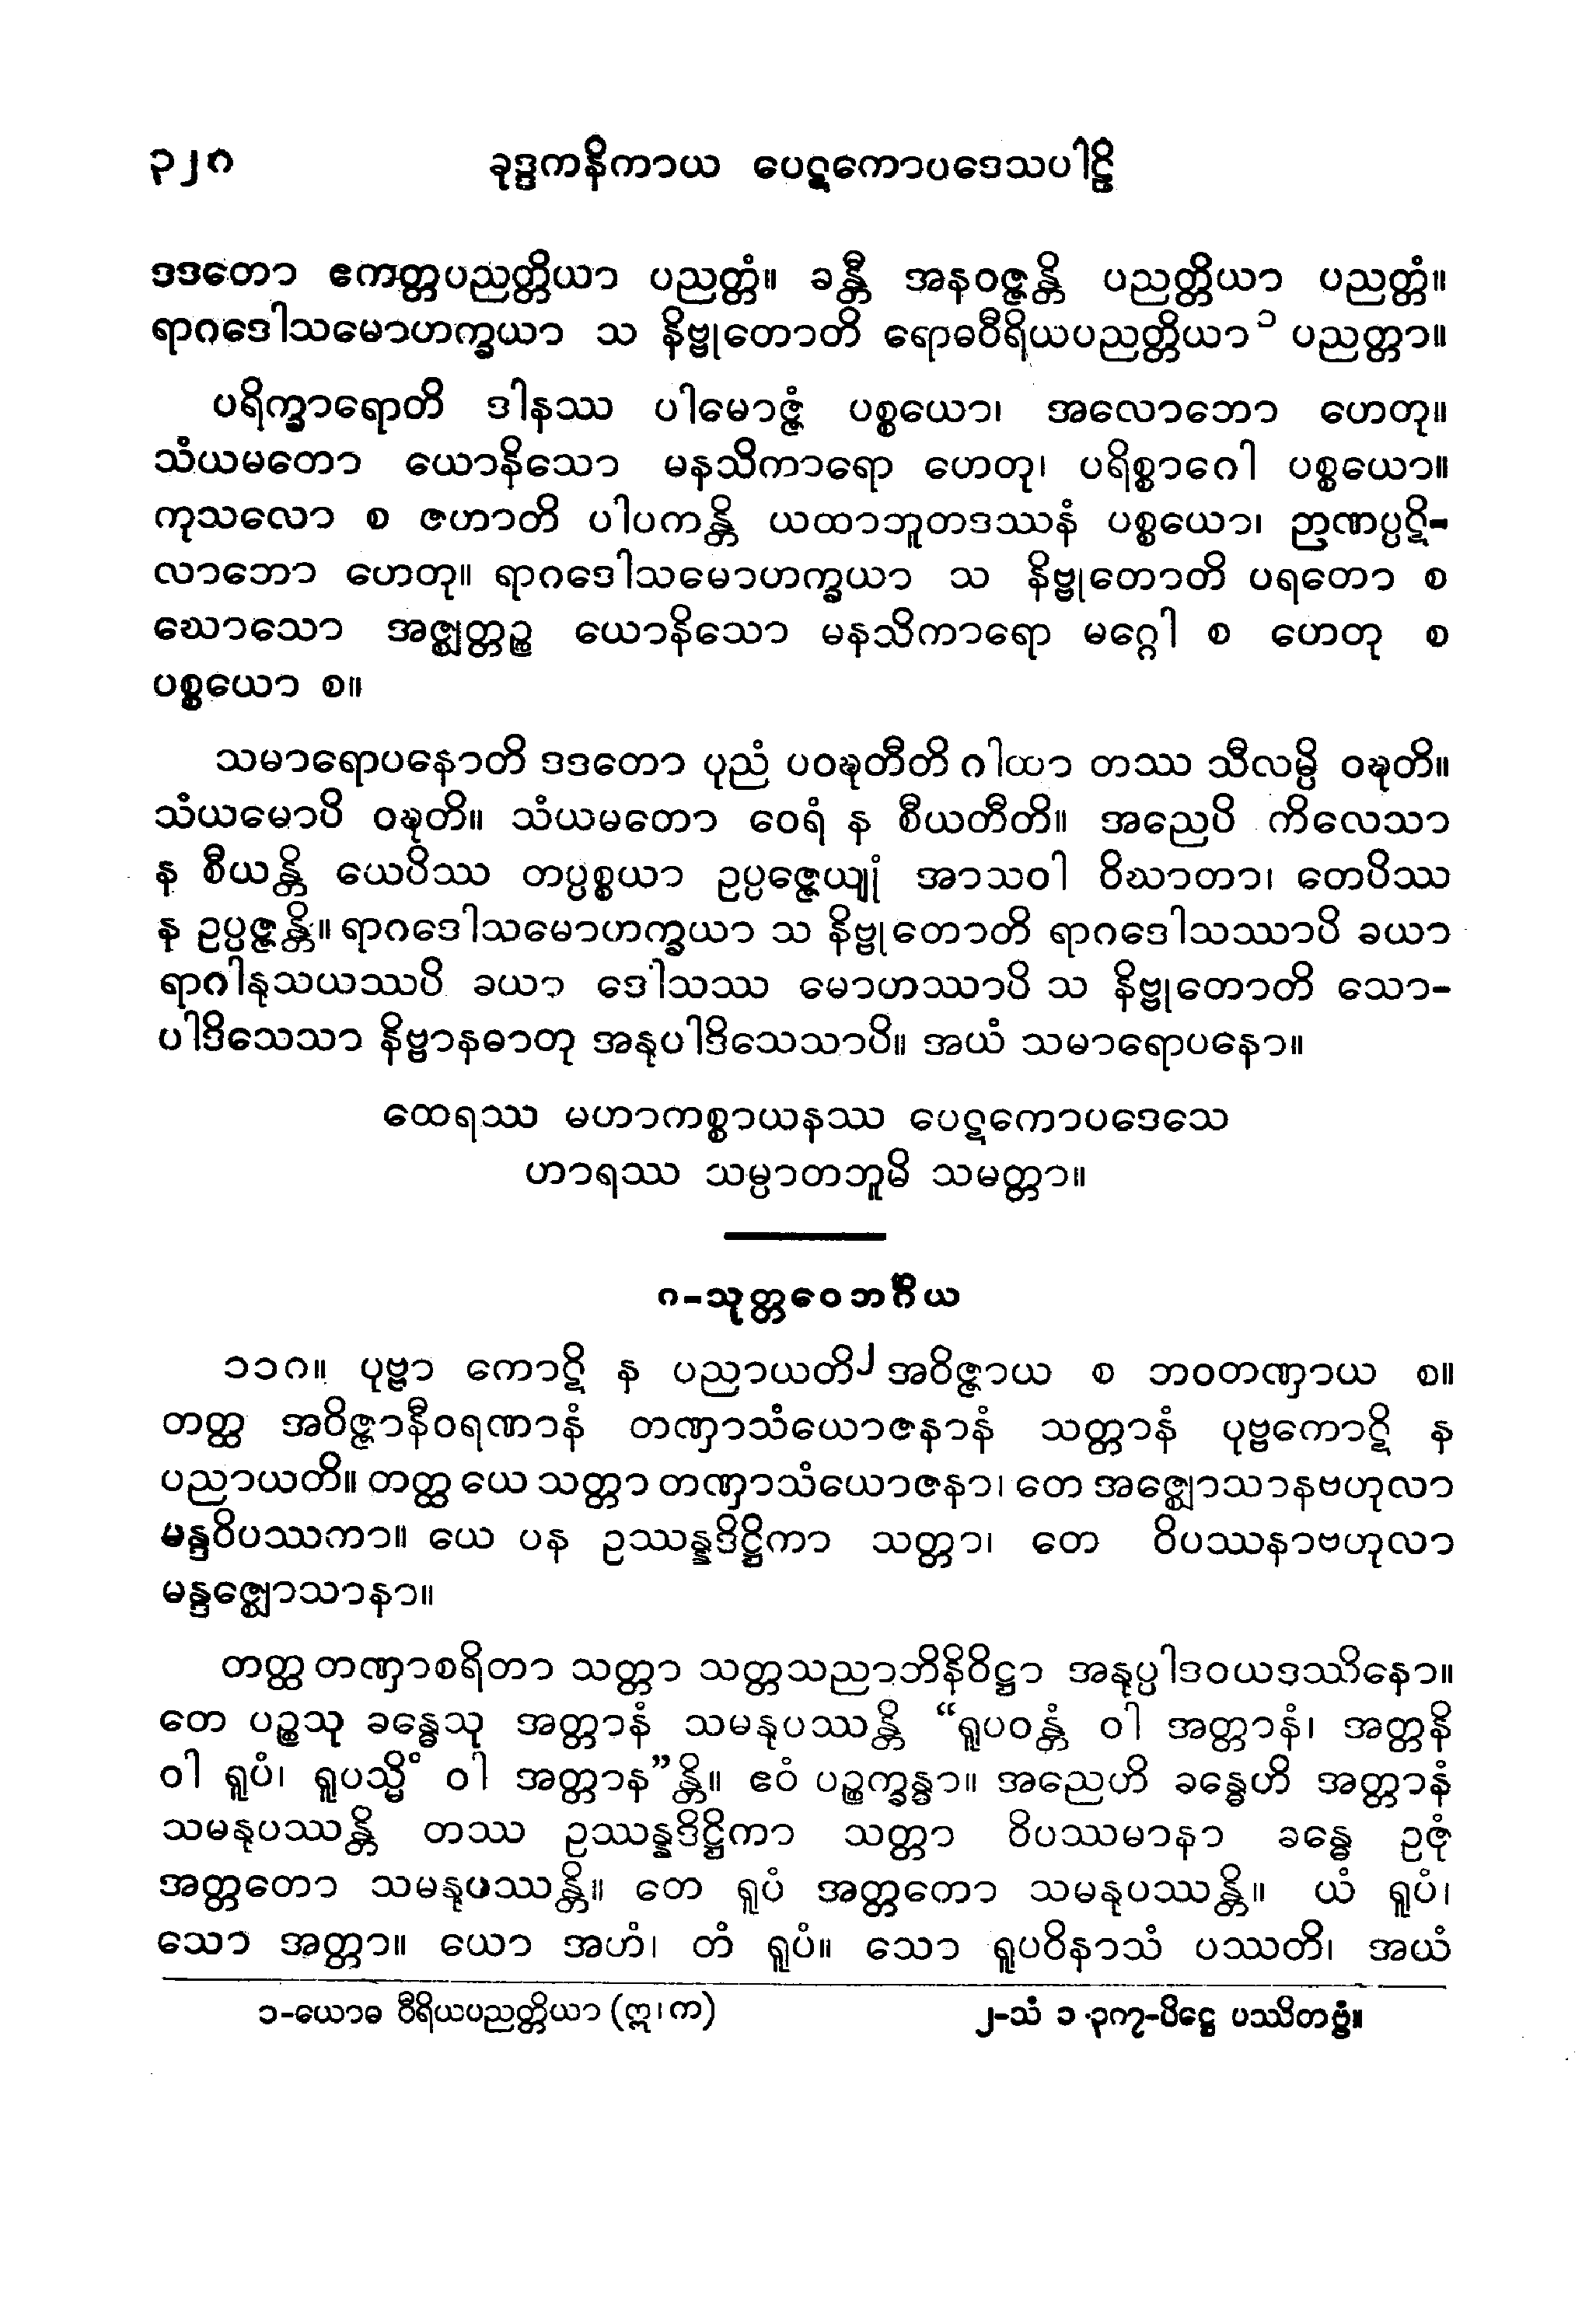 ၃၂၈ ခုဒ္ဒကနိကာယ ပေဋကောပဒေသပါဠိ
ဒဒတော ဧကတ္တပညတ္တိယာ ပညတ္တံ။ ခန္တီ အနဝဇ္ဇန္တိ ပညတ္တိယာ ပညတ္တံ။
ရာဂဒေါသမောဟက္ခယာ သ နိဗ္ဗုတောတိ ရောဓဝီရိယပညတ္တိယာ ၁ ပညတ္တာ။
ပရိက္ခာရောတိ ဒါနဿ ပါမောဇ္ဇံ ပစ္စယော၊ အလောဘော ဟေတု။
သံယမတော ယောနိသော မနသိကာရော ဟေတု၊ ပရိစ္စာဂေါ ပစ္စယော။
ကုသလော စ ဇဟာတိ ပါပကန္တိ ယထာဘူတဒဿနံ ပစ္စယော၊ ဉာဏပ္ပဋိ-
လာဘော ဟေတု။ ရာဂဒေါသမောဟက္ခယာ သ နိဗ္ဗုတောတိ ပရတော စ
ဃောသော အဇ္ဈတ္တဉ္စ ယောနိသော မနသိကာရော မဂ္ဂေါ စ ဟေတု စ
ပစ္စယော စ။
သမာရောပနောတိ ဒဒတော ပုညံ ပဝဍ္ဎတီတိ ဂါထာ တဿ သီလမ္ပိ ဝဍ္ဎတိ။
သံယမောပိ ဝဍ္ဎတိ။ သံယမတော ဝေရံ န စီယတီတိ။ အညေပိ ကိလေသာ
န စီယန္တိ ယေပိဿ တပ္ပစ္စယာ ဥပ္ပဇ္ဇေယျုံ အာသဝါ ဝိဃာတာ၊ တေပိဿ
န ဥပ္ပဇ္ဇန္တိ။ ရာဂဒေါသမောဟက္ခယာ သ နိဗ္ဗုတောတိ ရာဂဒေါသဿာပိ ခယာ
ရာဂါနုသယဿပိ ခယာ ဒေါသဿ မောဟဿာပိ သ နိဗ္ဗုတောတိ သော-
ပါဒိသေသာ နိဗ္ဗာနဓာတု အနုပါဒိသေသာပိ။ အယံ သမာရောပနော။
ထေရဿ မဟာကစ္စာယနဿ ပေဋကောပဒေသေ
ဟာရဿ သမ္ပာတဘူမိ သမတ္တာ။
၈-သုတ္တဝေဘင်္ဂိယ
၁၁၈။ ပုဗ္ဗာ ကောဋိ န ပညာယတိ ၂ အဝိဇ္ဇာယ စ ဘဝတဏှာယ စ။
တတ္ထ အဝိဇ္ဇာနီဝရဏာနံ တဏှာသံယောဇနာနံ သတ္တာနံ ပုဗ္ဗကောဋိ န
ပညာယတိ။ တတ္ထ ယေ သတ္တာ တဏှာသံယောဇနာ၊ တေ အဇ္ဈောသာနဗဟုလာ
မန္ဒဝိပဿကာ။ ယေ ပန ဥဿန္နဒိဋ္ဌိကာ သတ္တာ၊ တေ ဝိပဿနာဗဟုလာ
မန္ဒဇ္ဈောသာနာ။
တတ္ထ တဏှာစရိတာ သတ္တာ သတ္တသညာဘိနိဝိဋ္ဌာ အနုပ္ပါဒဝယဒဿိနော။
တေ ပဉ္စသု ခန္ဓေသု အတ္တာနံ သမနုပဿန္တိ “ရူပဝန္တံ ဝါ အတ္တာနံ၊ အတ္တနိ
ဝါ ရူပံ၊ ရူပသ္မိံ ဝါ အတ္တာန”န္တိ။ ဧဝံ ပဉ္စက္ခန္ဓာ။ အညေဟိ ခန္ဓေဟိ အတ္တာနံ
သမနုပဿန္တိ တဿ ဥဿန္နဒိဋ္ဌိကာ သတ္တာ ဝိပဿမာနာ ခန္ဓေ ဥဇုံ
အတ္တတော သမနုပဿန္တိ။ တေ ရူပံ အတ္တကော သမနုပဿန္တိ။ ယံ ရူပံ၊
သော အတ္တာ။ ယော အဟံ၊ တံ ရူပံ။ သော ရူပဝိနာသံ ပဿတိ၊ အယံ
၁-ယောဓ ဝီရိယပညတ္တိယာ (ဣ၊က) ၂-သံ ၁ ၃၈၇-ပိဋ္ဌေ ပဿိတဗ္ဗံ။